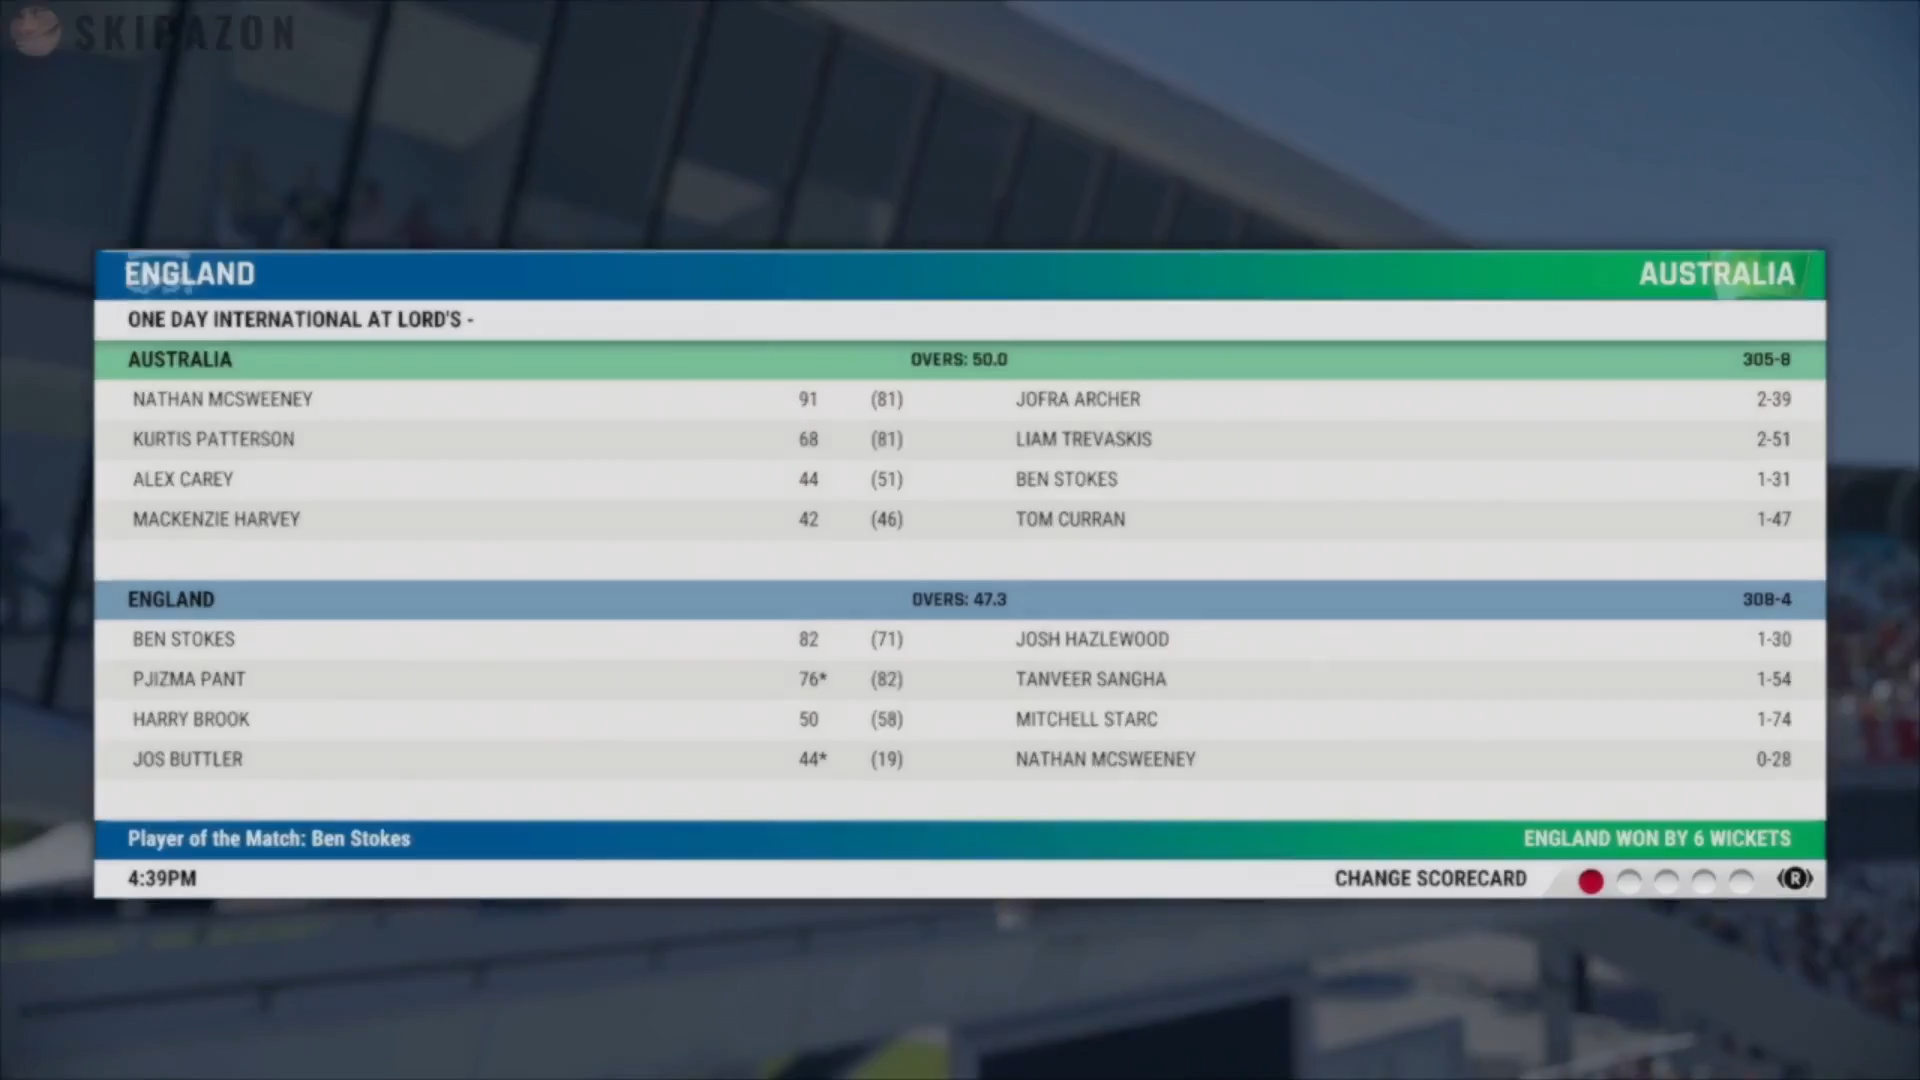 SKIPAZON
ENGLAND AUSTRALIA
ONE DAY INTERNATIONAL AT LORD'S -
AUSTRALIA OVERS: 50.0 305-8
NATHAN MCSWEENEY 91 (81) JOFRA ARCHER 2-39
KURTIS PATTERSON 68 (81) LIAM TREVASKIS 2-51
ALEX CAREY 44 (51) BEN STOKES 1-31
MACKENZIE HARVEY 42 (46) TOM CURRAN 1-47
ENGLAND OVERS: 47.3 308-4
BEN STOKES 82 (71) JOSH HAZLEWOOD 1-30
PJIZMA PANT 76* (82) TANVEER SANGHA 1-54
HARRY BROOK 50 (58) MITCHELL STARC 1-74
JOS BUTTLER 44* (19) NATHAN MCSWEENEY 0-28
Player of the Match: Ben Stokes ENGLAND WON BY 6 WICKETS
4:39PM CHANGE SCORECARD R